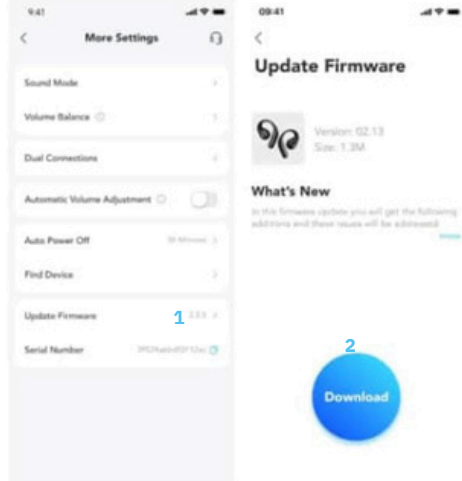 9:41
More Settings
Sound Mode
Volume Balance
Dual Connections
Automatic Volume Adjustment
Auto Power Off
Find Device
Update Firmware 1
Serial Number
09:41
Update Firmware
Version: 02.13
Size: 1.3M
What's New
In this firmware update you will get the following
additions and these issues will be addressed
2
Download